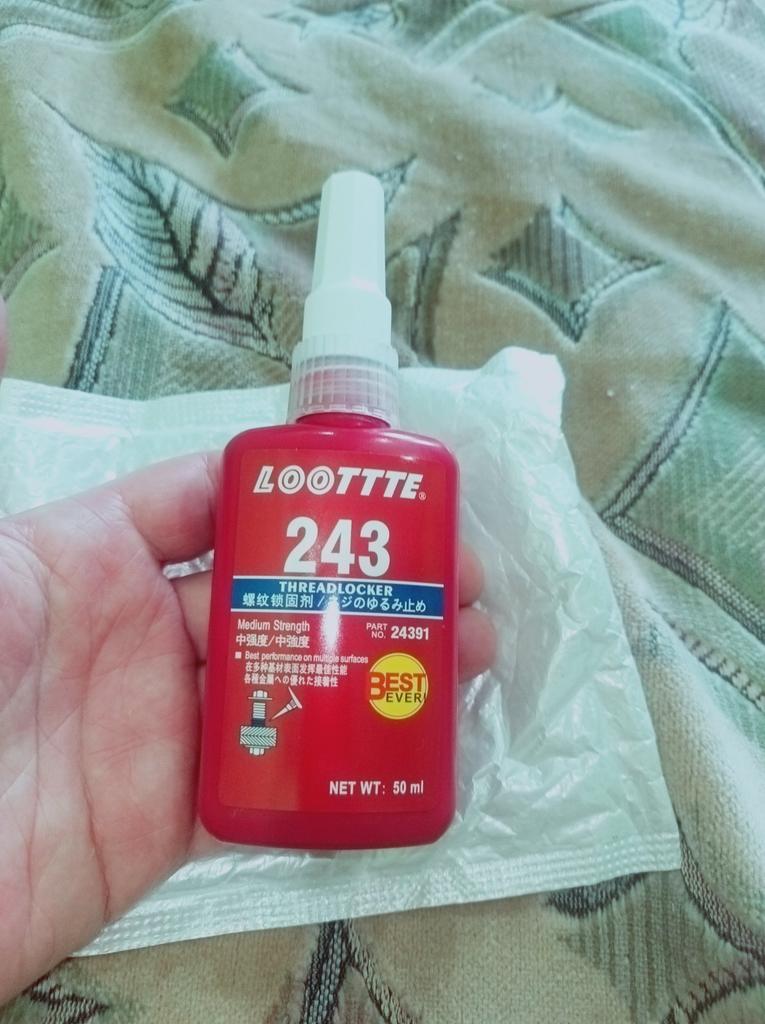 LOOTTTE®
243
THREADLOCKER
螺纹锁固剂/ネジのゆるみ止め
Medium Strength
中强度/中強度
PART NO. 24391
■ Best performance on multiple surfaces
在多种基材表面发挥最佳性能
各種金属への優れた接着性
BEST
EVER!
NET WT: 50 ml